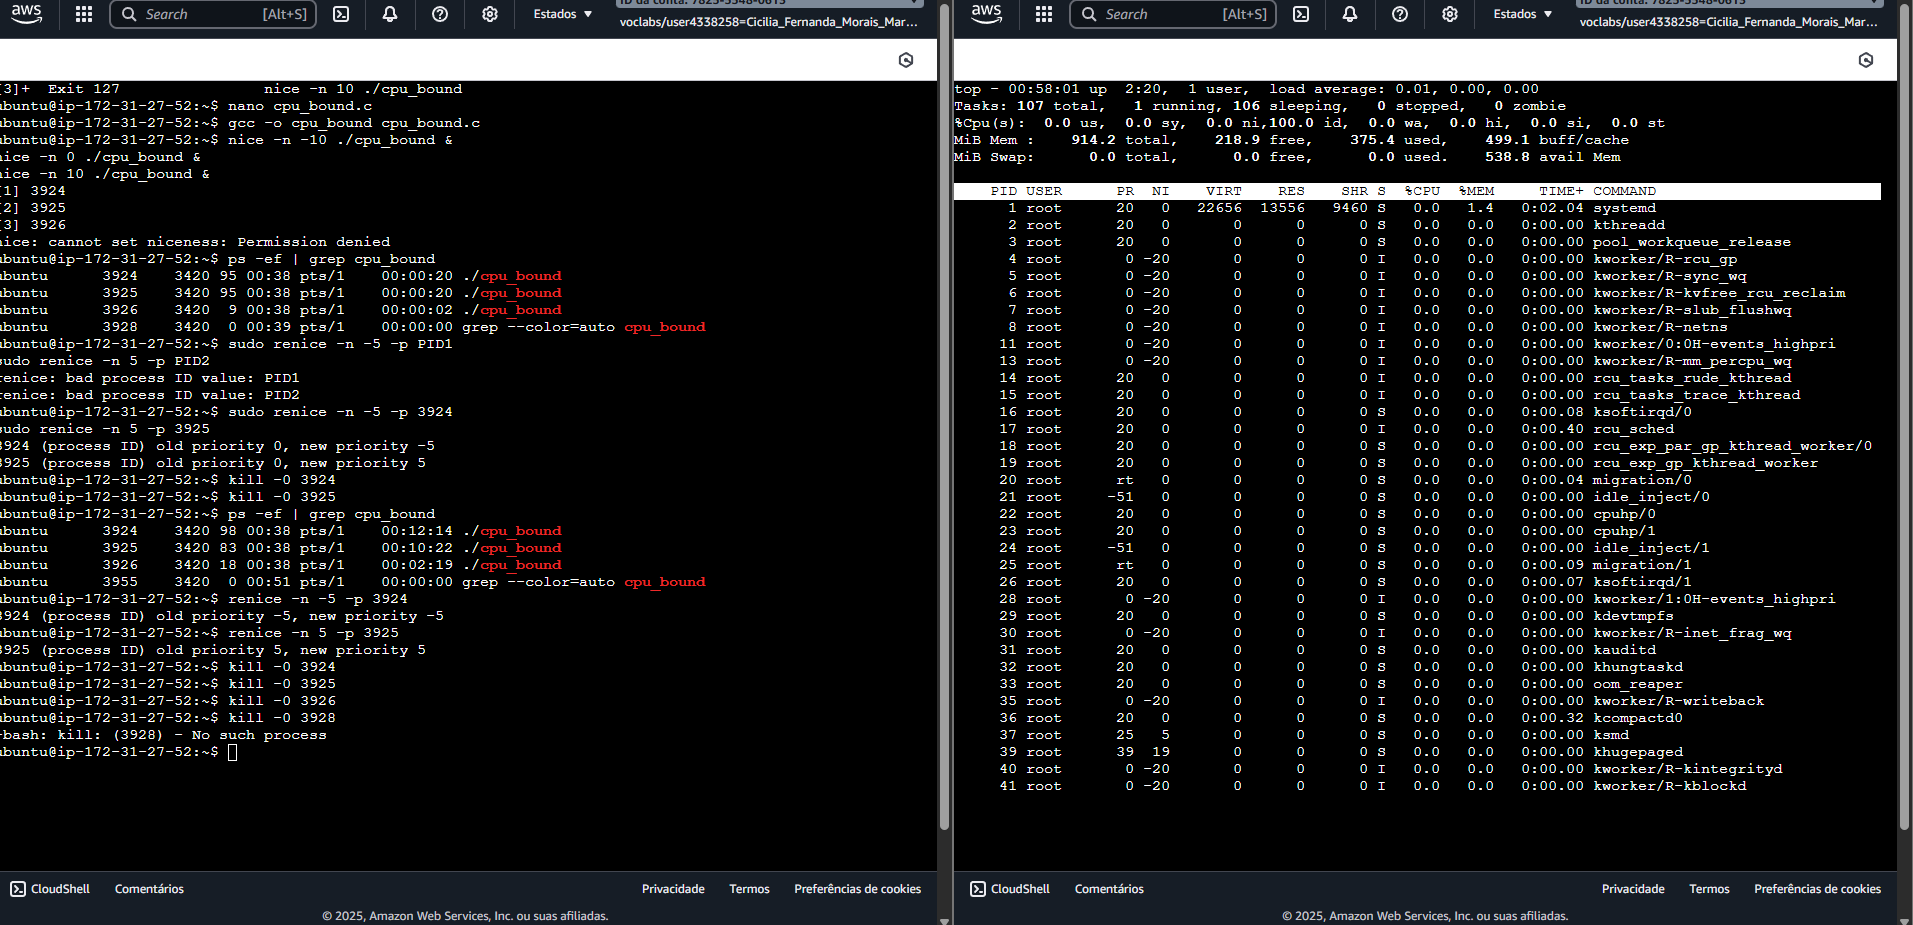 aws
Search [Alt+S]
Estados ▼
voclabs/user4338258=Cicilia_Fernanda_Morais_Mar...
[3]+  Exit 127                nice -n 10 ./cpu_bound
ubuntu@ip-172-31-27-52:~$ nano cpu_bound.c
ubuntu@ip-172-31-27-52:~$ gcc -o cpu_bound cpu_bound.c
ubuntu@ip-172-31-27-52:~$ nice -n -10 ./cpu_bound &
nice -n 0 ./cpu_bound &
nice -n 10 ./cpu_bound &
[1] 3924
[2] 3925
[3] 3926
nice: cannot set niceness: Permission denied
ubuntu@ip-172-31-27-52:~$ ps -ef | grep cpu_bound
ubuntu      3924    3420 95 00:38 pts/1    00:00:20 ./cpu_bound
ubuntu      3925    3420 95 00:38 pts/1    00:00:20 ./cpu_bound
ubuntu      3926    3420  9 00:38 pts/1    00:00:02 ./cpu_bound
ubuntu      3928    3420  0 00:39 pts/1    00:00:00 grep --color=auto cpu_bound
ubuntu@ip-172-31-27-52:~$ sudo renice -n -5 -p PID1
sudo renice -n 5 -p PID2
renice: bad process ID value: PID1
renice: bad process ID value: PID2
ubuntu@ip-172-31-27-52:~$ sudo renice -n -5 -p 3924
sudo renice -n 5 -p 3925
3924 (process ID) old priority 0, new priority -5
3925 (process ID) old priority 0, new priority 5
ubuntu@ip-172-31-27-52:~$ kill -0 3924
ubuntu@ip-172-31-27-52:~$ kill -0 3925
ubuntu@ip-172-31-27-52:~$ ps -ef | grep cpu_bound
ubuntu      3924    3420 98 00:38 pts/1    00:12:14 ./cpu_bound
ubuntu      3925    3420 83 00:38 pts/1    00:10:22 ./cpu_bound
ubuntu      3926    3420 18 00:38 pts/1    00:02:19 ./cpu_bound
ubuntu      3955    3420  0 00:51 pts/1    00:00:00 grep --color=auto cpu_bound
ubuntu@ip-172-31-27-52:~$ renice -n -5 -p 3924
3924 (process ID) old priority -5, new priority -5
ubuntu@ip-172-31-27-52:~$ renice -n 5 -p 3925
3925 (process ID) old priority 5, new priority 5
ubuntu@ip-172-31-27-52:~$ kill -0 3924
ubuntu@ip-172-31-27-52:~$ kill -0 3925
ubuntu@ip-172-31-27-52:~$ kill -0 3926
ubuntu@ip-172-31-27-52:~$ kill -0 3928
-bash: kill: (3928) - No such process
ubuntu@ip-172-31-27-52:~$
CloudShell Comentários Privacidade Termos Preferências de cookies
© 2025, Amazon Web Services, Inc. ou suas afiliadas.
aws
Search [Alt+S]
Estados ▼
voclabs/user4338258=Cicilia_Fernanda_Morais_Mar...
top - 00:58:01 up  2:20,  1 user,  load average: 0.01, 0.00, 0.00
Tasks: 107 total,   1 running, 106 sleeping,   0 stopped,   0 zombie
%Cpu(s):  0.0 us,  0.0 sy,  0.0 ni,100.0 id,  0.0 wa,  0.0 hi,  0.0 si,  0.0 st
MiB Mem :    914.2 total,    218.9 free,    375.4 used,    499.1 buff/cache
MiB Swap:      0.0 total,      0.0 free,      0.0 used.    538.8 avail Mem
PID USER      PR  NI    VIRT    RES    SHR S  %CPU  %MEM     TIME+ COMMAND
1 root      20   0   22656  13556   9460 S   0.0   1.4   0:02.04 systemd
2 root      20   0       0      0      0 S   0.0   0.0   0:00.00 kthreadd
3 root      20   0       0      0      0 S   0.0   0.0   0:00.00 pool_workqueue_release
4 root       0 -20       0      0      0 I   0.0   0.0   0:00.00 kworker/R-rcu_gp
5 root       0 -20       0      0      0 I   0.0   0.0   0:00.00 kworker/R-sync_wq
6 root       0 -20       0      0      0 I   0.0   0.0   0:00.00 kworker/R-kvfree_rcu_reclaim
7 root       0 -20       0      0      0 I   0.0   0.0   0:00.00 kworker/R-slub_flushwq
8 root       0 -20       0      0      0 I   0.0   0.0   0:00.00 kworker/R-netns
11 root       0 -20       0      0      0 I   0.0   0.0   0:00.00 kworker/0:0H-events_highpri
13 root       0 -20       0      0      0 I   0.0   0.0   0:00.00 kworker/R-mm_percpu_wq
14 root      20   0       0      0      0 I   0.0   0.0   0:00.00 rcu_tasks_rude_kthread
15 root      20   0       0      0      0 I   0.0   0.0   0:00.00 rcu_tasks_trace_kthread
16 root      20   0       0      0      0 S   0.0   0.0   0:00.08 ksoftirqd/0
17 root      20   0       0      0      0 I   0.0   0.0   0:00.40 rcu_sched
18 root      20   0       0      0      0 S   0.0   0.0   0:00.00 rcu_exp_par_gp_kthread_worker/0
19 root      20   0       0      0      0 S   0.0   0.0   0:00.00 rcu_exp_gp_kthread_worker
20 root      rt   0       0      0      0 S   0.0   0.0   0:00.04 migration/0
21 root     -51   0       0      0      0 S   0.0   0.0   0:00.00 idle_inject/0
22 root      20   0       0      0      0 S   0.0   0.0   0:00.00 cpuhp/0
23 root      20   0       0      0      0 S   0.0   0.0   0:00.00 cpuhp/1
24 root     -51   0       0      0      0 S   0.0   0.0   0:00.00 idle_inject/1
25 root      rt   0       0      0      0 S   0.0   0.0   0:00.09 migration/1
26 root      20   0       0      0      0 S   0.0   0.0   0:00.07 ksoftirqd/1
28 root       0 -20       0      0      0 I   0.0   0.0   0:00.00 kworker/1:0H-events_highpri
29 root      20   0       0      0      0 S   0.0   0.0   0:00.00 kdevtmpfs
30 root       0 -20       0      0      0 I   0.0   0.0   0:00.00 kworker/R-inet_frag_wq
31 root      20   0       0      0      0 S   0.0   0.0   0:00.00 kauditd
32 root      20   0       0      0      0 S   0.0   0.0   0:00.00 khungtaskd
33 root      20   0       0      0      0 S   0.0   0.0   0:00.00 oom_reaper
35 root       0 -20       0      0      0 I   0.0   0.0   0:00.00 kworker/R-writeback
36 root      20   0       0      0      0 S   0.0   0.0   0:00.32 kcompactd0
37 root      25   5       0      0      0 S   0.0   0.0   0:00.00 ksmd
39 root      39  19       0      0      0 S   0.0   0.0   0:00.00 khugepaged
40 root       0 -20       0      0      0 I   0.0   0.0   0:00.00 kworker/R-kintegrityd
41 root       0 -20       0      0      0 I   0.0   0.0   0:00.00 kworker/R-kblockd
CloudShell Comentários Privacidade Termos Preferências de cookies
© 2025, Amazon Web Services, Inc. ou suas afiliadas.